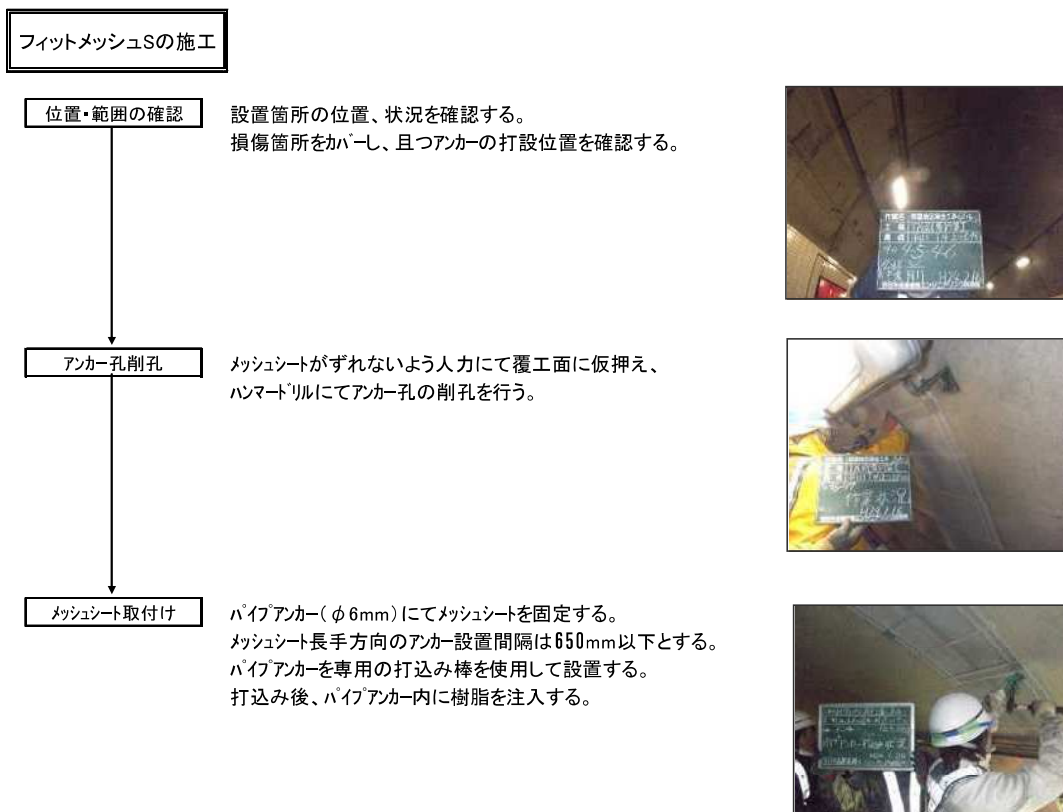 フィットメッシュSの施工
位置・範囲の確認
設置箇所の位置、状況を確認する。
損傷箇所をｶﾊﾞｰし、且つｱﾝｶｰの打設位置を確認する。
ｱﾝｶｰ孔削孔
ﾒｯｼｭｼｰﾄがずれないよう人力にて覆工面に仮押え、
ﾊﾝﾏｰﾄﾞﾘﾙにてｱﾝｶｰ孔の削孔を行う。
ﾒｯｼｭｼｰﾄ取付け
ﾊﾟｲﾌﾟｱﾝｶｰ(φ6mm)にてﾒｯｼｭｼｰﾄを固定する。
ﾒｯｼｭｼｰﾄ長手方向のｱﾝｶｰ設置間隔は650mm以下とする。
ﾊﾟｲﾌﾟｱﾝｶｰを専用の打込み棒を使用して設置する。
打込み後、ﾊﾟｲﾌﾟｱﾝｶｰ内に樹脂を注入する。